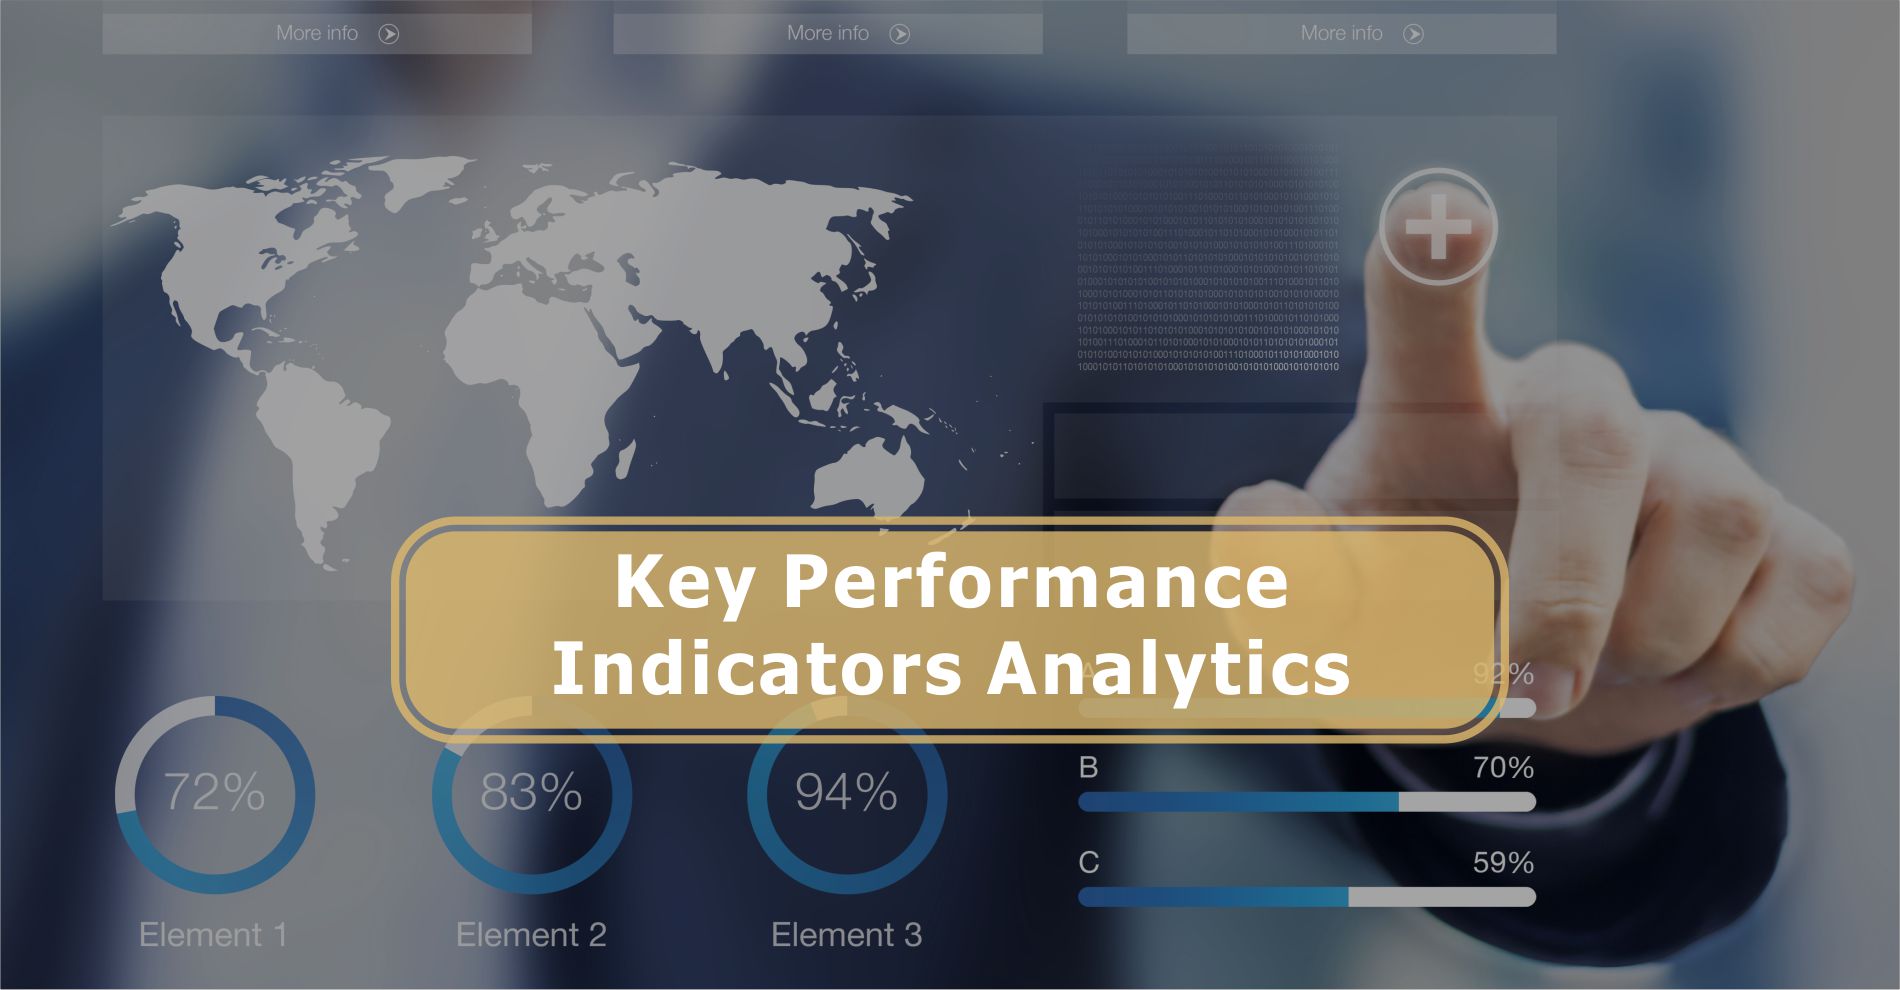 More info
More info
More info
Key Performance
Indicators Analytics
A
92%
B
70%
C
59%
72%
83%
94%
Element 1
Element 2
Element 3